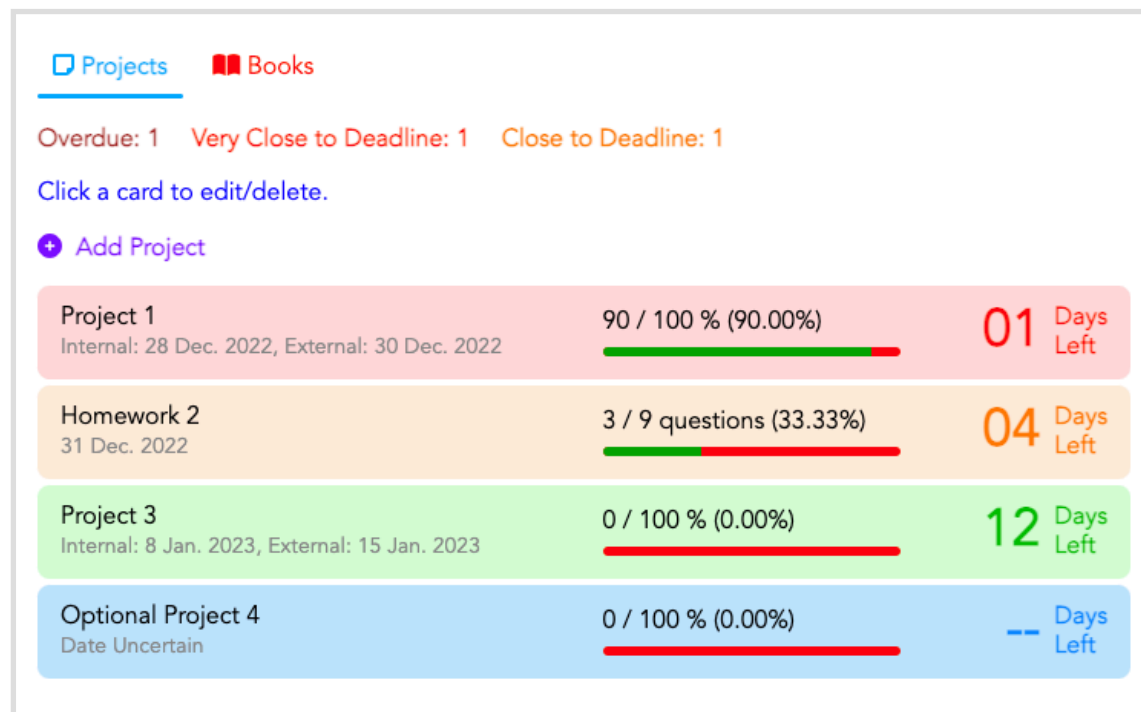 Projects Books
Overdue: 1 Very Close to Deadline: 1 Close to Deadline: 1
Click a card to edit/delete.
Add Project
Project 1
Internal: 28 Dec. 2022, External: 30 Dec. 2022
90 / 100 % (90.00%)
01 Days Left
Homework 2
31 Dec. 2022
3 / 9 questions (33.33%)
04 Days Left
Project 3
Internal: 8 Jan. 2023, External: 15 Jan. 2023
0 / 100 % (0.00%)
12 Days Left
Optional Project 4
Date Uncertain
0 / 100 % (0.00%)
-- Days Left